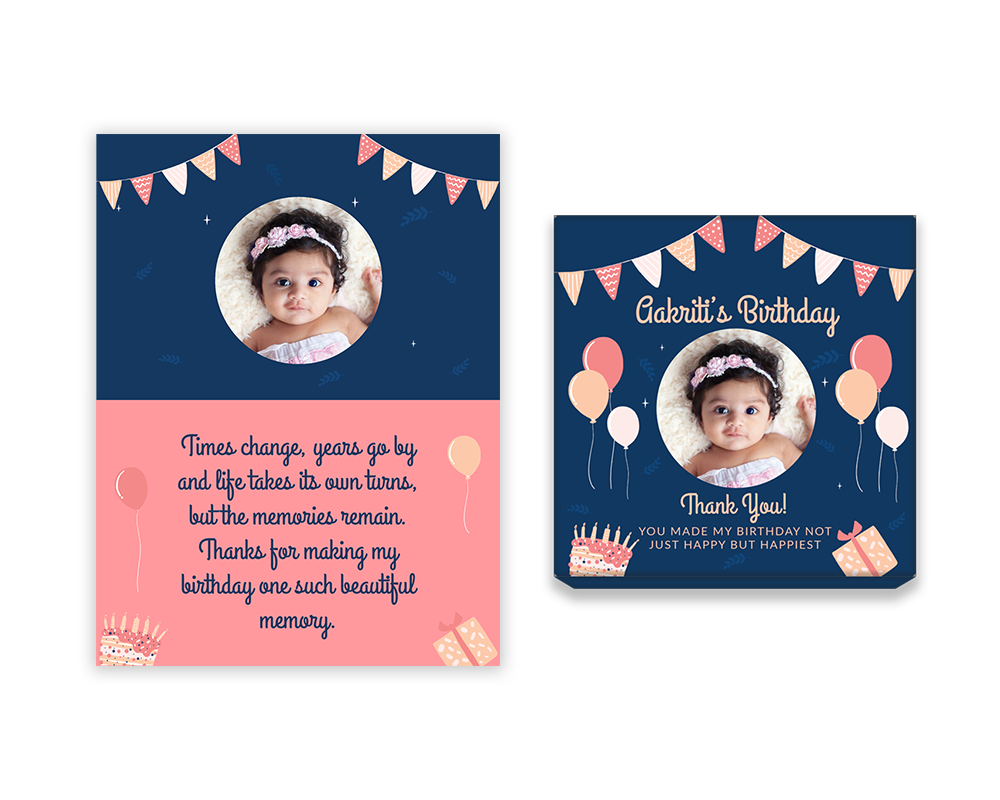 Times change, years go by
and life takes its own turns,
but the memories remain.
Thanks for making my
birthday one such beautiful
memory.
Aakriti's Birthday
Thank You!
YOU MADE MY BIRTHDAY NOT
JUST HAPPY BUT HAPPIEST